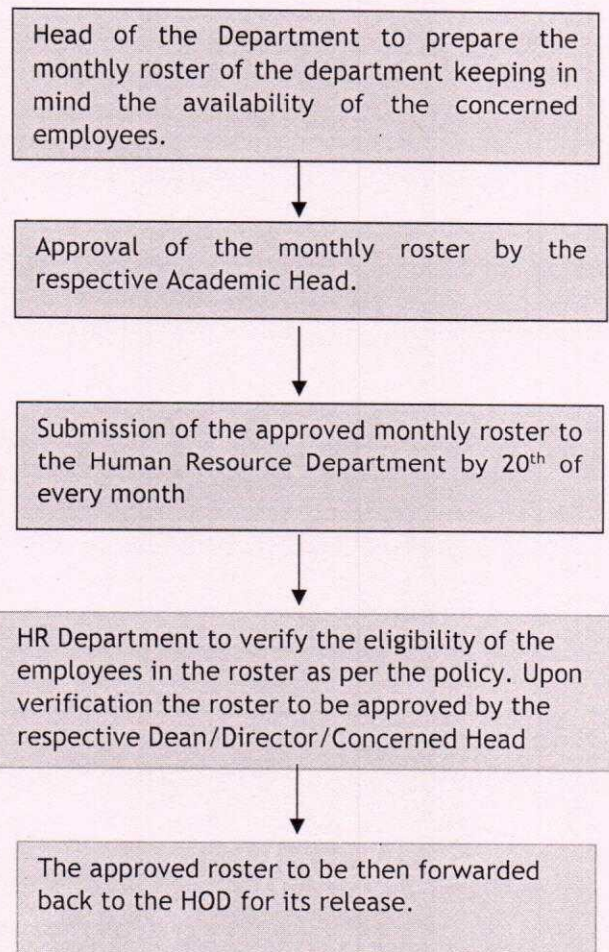 Head of the Department to prepare the
monthly roster of the department keeping in
mind the availability of the concerned
employees.
Approval of the monthly roster by the
respective Academic Head.
Submission of the approved monthly roster to
the Human Resource Department by 20th of
every month
HR Department to verify the eligibility of the
employees in the roster as per the policy. Upon
verification the roster to be approved by the
respective Dean/Director/Concerned Head
The approved roster to be then forwarded
back to the HOD for its release.